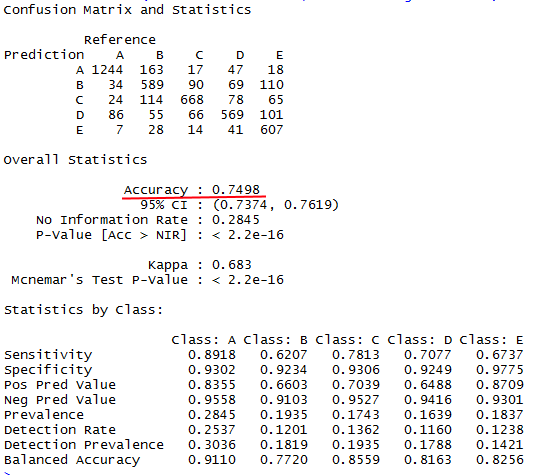 Confusion Matrix and Statistics
Reference
Prediction A B C D E
A 1244 163 17 47 18
B 34 589 90 69 110
C 24 114 668 78 65
D 86 55 66 569 101
E 7 28 14 41 607
Overall Statistics
Accuracy : 0.7498
95% CI : (0.7374, 0.7619)
No Information Rate : 0.2845
P-Value [Acc > NIR] : < 2.2e-16
Kappa : 0.683
Mcnemar's Test P-Value : < 2.2e-16
Statistics by Class:
Class: A Class: B Class: C Class: D Class: E
Sensitivity 0.8918 0.6207 0.7813 0.7077 0.6737
Specificity 0.9302 0.9234 0.9306 0.9249 0.9775
Pos Pred Value 0.8355 0.6603 0.7039 0.6488 0.8709
Neg Pred Value 0.9558 0.9103 0.9527 0.9416 0.9301
Prevalence 0.2845 0.1935 0.1743 0.1639 0.1837
Detection Rate 0.2537 0.1201 0.1362 0.1160 0.1238
Detection Prevalence 0.3036 0.1819 0.1935 0.1788 0.1421
Balanced Accuracy 0.9110 0.7720 0.8559 0.8163 0.8256